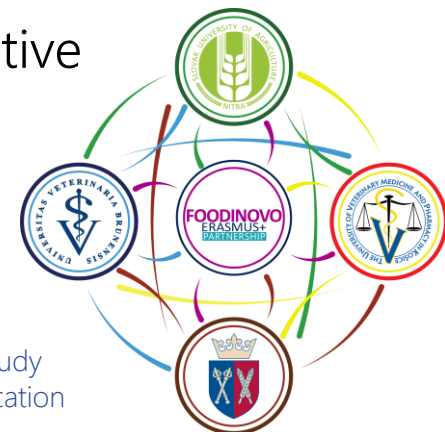 tive
SLOVAK UNIVERSITY OF AGRICULTURE
NITRA
UNIVERSITAS VETERINARIA BRUNENSIS
FOODINOVO
ERASMUS+
PARTNERSHIP
THE UNIVERSITY OF VETERINARY MEDICINE AND PHARMACY IN KOŠICE
udy
cation